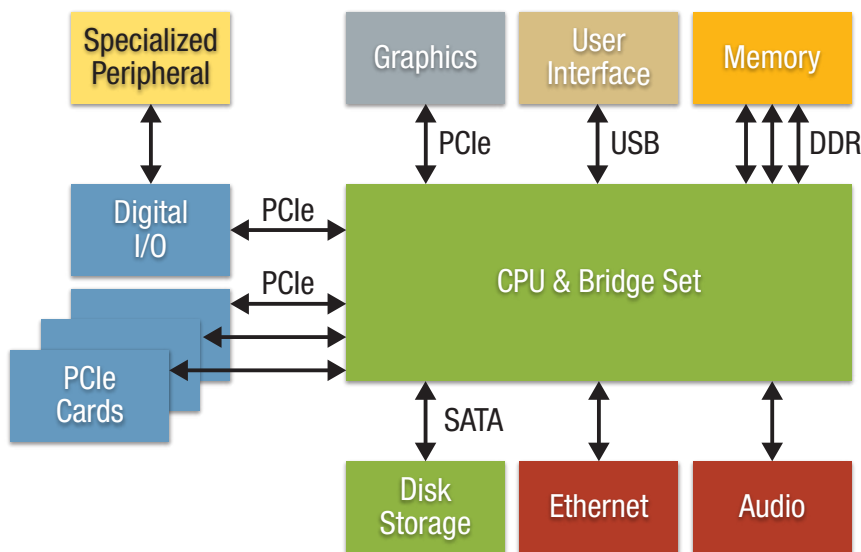 Specialized
Peripheral
Graphics
User
Interface
Memory
PCIe
USB
DDR
Digital
I/O
PCIe
PCIe
CPU & Bridge Set
PCIe
Cards
SATA
Disk
Storage
Ethernet
Audio